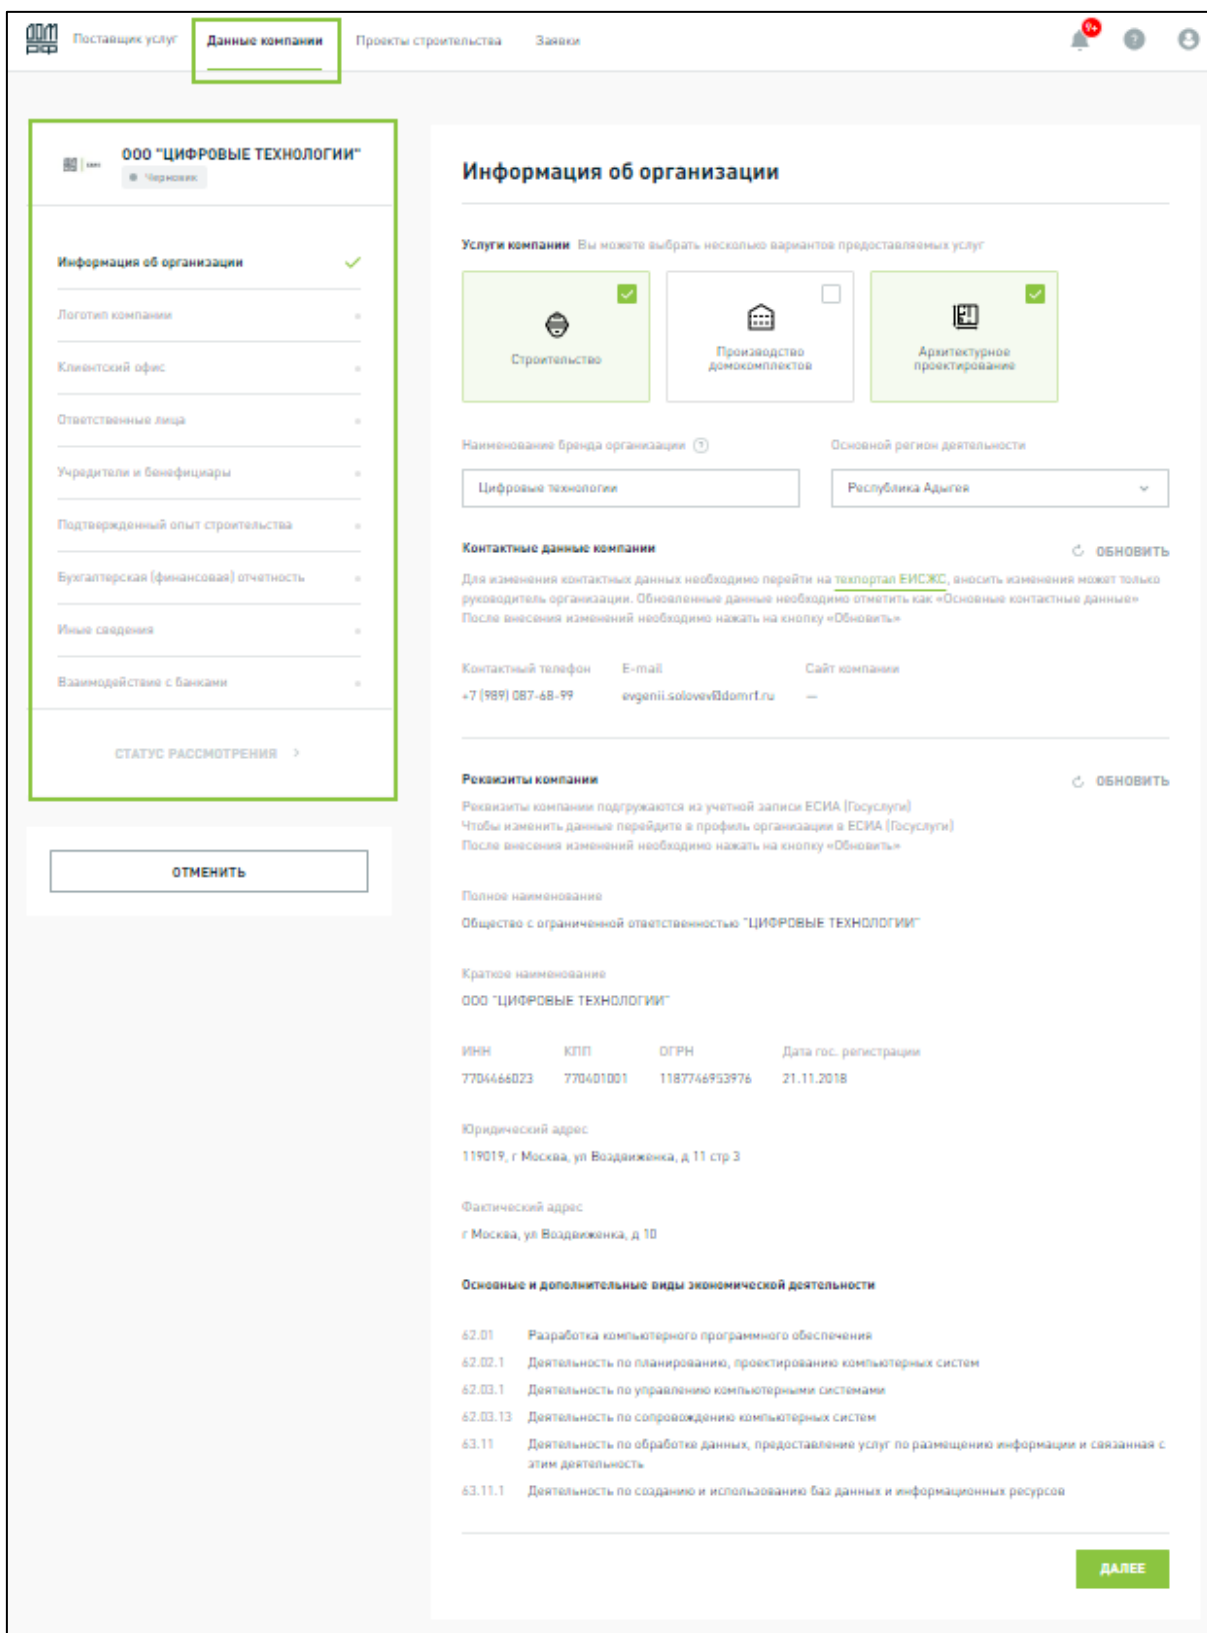 ДОМ РФ Поставщик услуг Данные компании Проекты строительства Заявки 9+
ООО "ЦИФРОВЫЕ ТЕХНОЛОГИИ"
Черновик
Информация об организации
Логотип компании
Клиентский офис
Ответственные лица
Учредители и бенефициары
Подтвержденный опыт строительства
Бухгалтерская (финансовая) отчетность
Иные сведения
Взаимодействие с банками
СТАТУС РАССМОТРЕНИЯ >
ОТМЕНИТЬ
Информация об организации
Услуги компании Вы можете выбрать несколько вариантов предоставляемых услуг
Строительство
Производство
домокомплектов
Архитектурное
проектирование
Наименование бренда организации ? Основной регион деятельности
Цифровые технологии Республика Адыгея
Контактные данные компании ОБНОВИТЬ
Для изменения контактных данных необходимо перейти на техпортал ЕИСЖС, вносить изменения может только
руководитель организации. Обновленные данные необходимо отметить как «Основные контактные данные»
После внесения изменений необходимо нажать на кнопку «Обновить»
Контактный телефон E-mail Сайт компании
+7 (989) 087-68-99 evgenii.solovev@domrf.ru —
Реквизиты компании ОБНОВИТЬ
Реквизиты компании подгружаются из учетной записи ЕСИА (Госуслуги)
Чтобы изменить данные перейдите в профиль организации в ЕСИА (Госуслуги)
После внесения изменений необходимо нажать на кнопку «Обновить»
Полное наименование
Общество с ограниченной ответственностью "ЦИФРОВЫЕ ТЕХНОЛОГИИ"
Краткое наименование
ООО "ЦИФРОВЫЕ ТЕХНОЛОГИИ"
ИНН КПП ОГРН Дата гос. регистрации
7704466023 770401001 1187746953976 21.11.2018
Юридический адрес
119019, г Москва, ул Воздвиженка, д 11 стр 3
Фактический адрес
г Москва, ул Воздвиженка, д 10
Основные и дополнительные виды экономической деятельности
62.01 Разработка компьютерного программного обеспечения
62.02.1 Деятельность по планированию, проектированию компьютерных систем
62.03.1 Деятельность по управлению компьютерными системами
62.03.13 Деятельность по сопровождению компьютерных систем
63.11 Деятельность по обработке данных, предоставление услуг по размещению информации и связанная с
этим деятельность
63.11.1 Деятельность по созданию и использованию баз данных и информационных ресурсов
ДАЛЕЕ